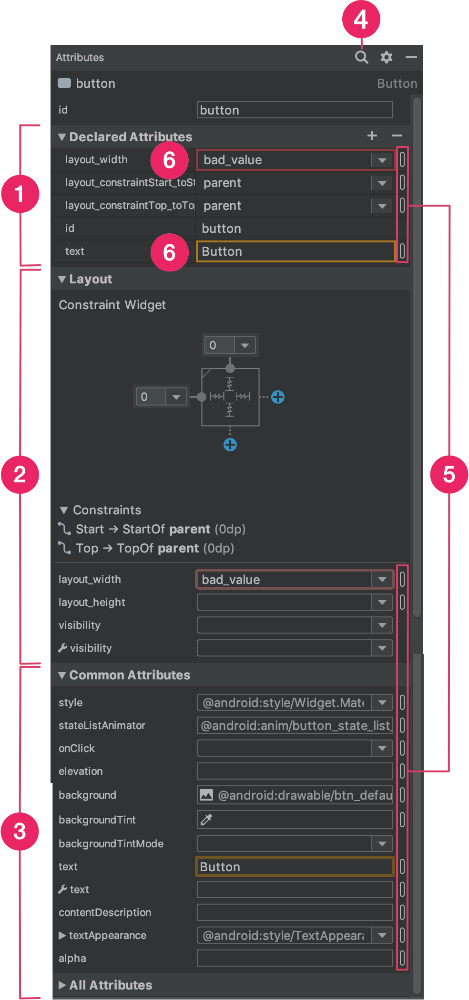 4
Attributes
button Button
id button
Declared Attributes
layout_width 6 bad_value
layout_constraintStart_toSt parent
1
layout_constraintTop_toTop parent
5
id button
text 6 Button
Layout
Constraint Widget
0
0
2
Constraints
Start → StartOf parent (0dp)
Top → TopOf parent (0dp)
layout_width bad_value
layout_height
visibility
visibility
Common Attributes
style @android:style/Widget.Mate
stateListAnimator @android:anim/button_state_list_
onClick
elevation
background @android:drawable/btn_defau
backgroundTint
3
backgroundTintMode
text Button
text
contentDescription
textAppearance @android:style/TextAppeara
alpha
All Attributes